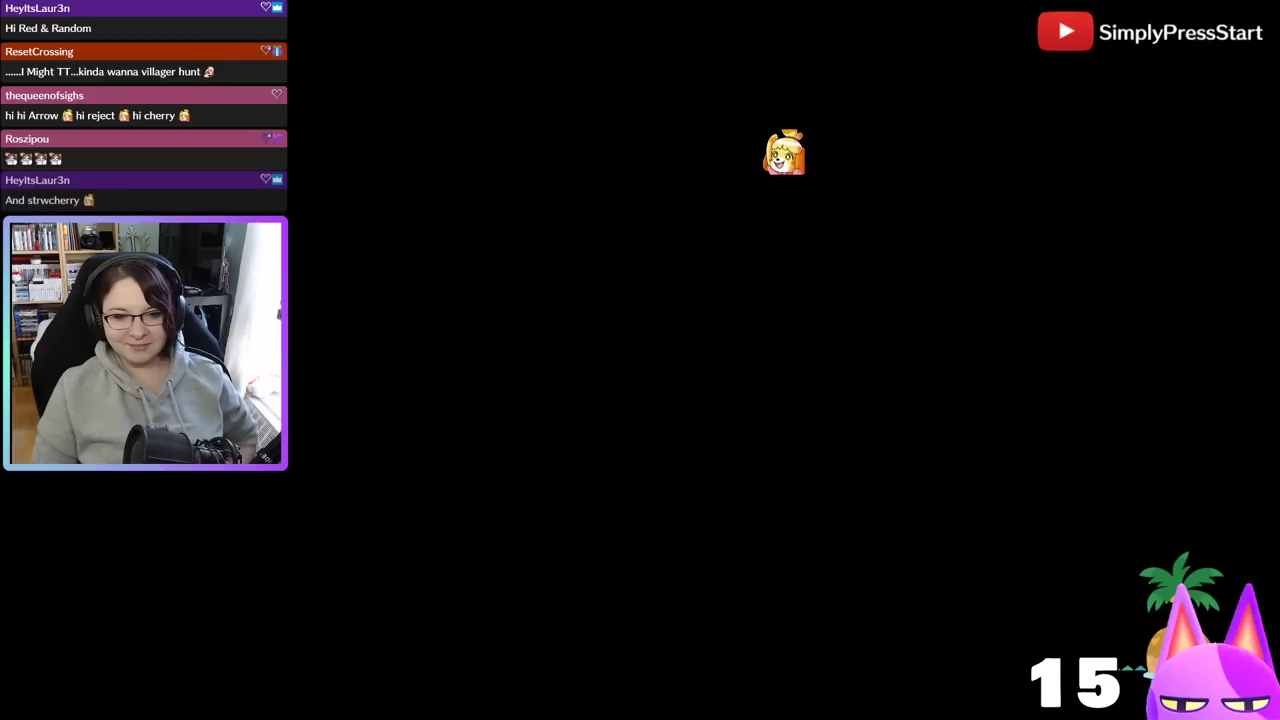 HeyItsLaur3n
Hi Red & Random
ResetCrossing
......I Might TT...kinda wanna villager hunt
thequeenofsighs
hi hi Arrow hi reject hi cherry
Roszipou
HeyItsLaur3n
And strwcherry
SimplyPressStart
15